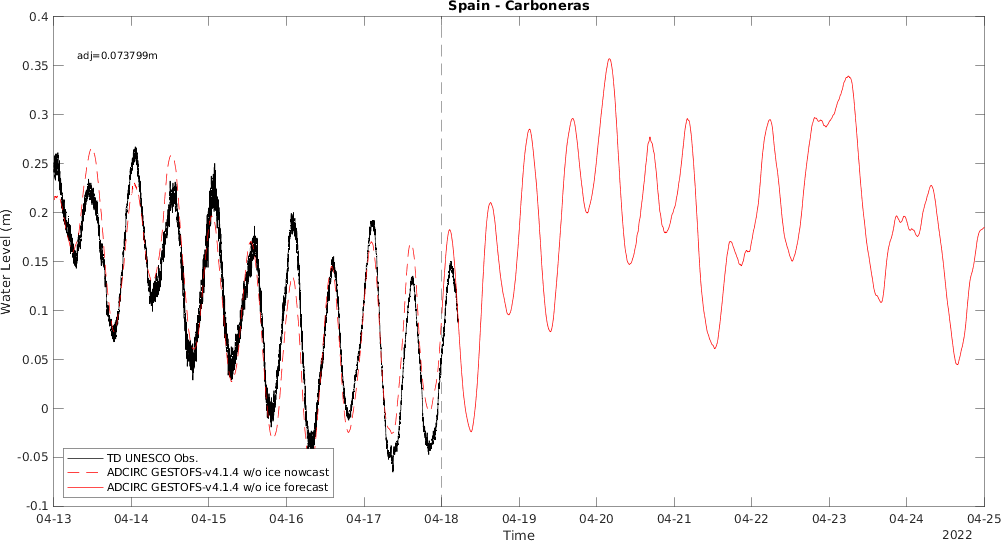 Spain - Carboneras
adj=0.073799m
0.4
0.35
0.3
0.25
0.2
0.15
0.1
0.05
0
-0.05
-0.1
Water Level (m)
TD UNESCO Obs.
ADCIRC GESTOFS-v4.1.4 w/o ice nowcast
ADCIRC GESTOFS-v4.1.4 w/o ice forecast
04-13 04-14 04-15 04-16 04-17 04-18 04-19 04-20 04-21 04-22 04-23 04-24 04-25
Time
2022